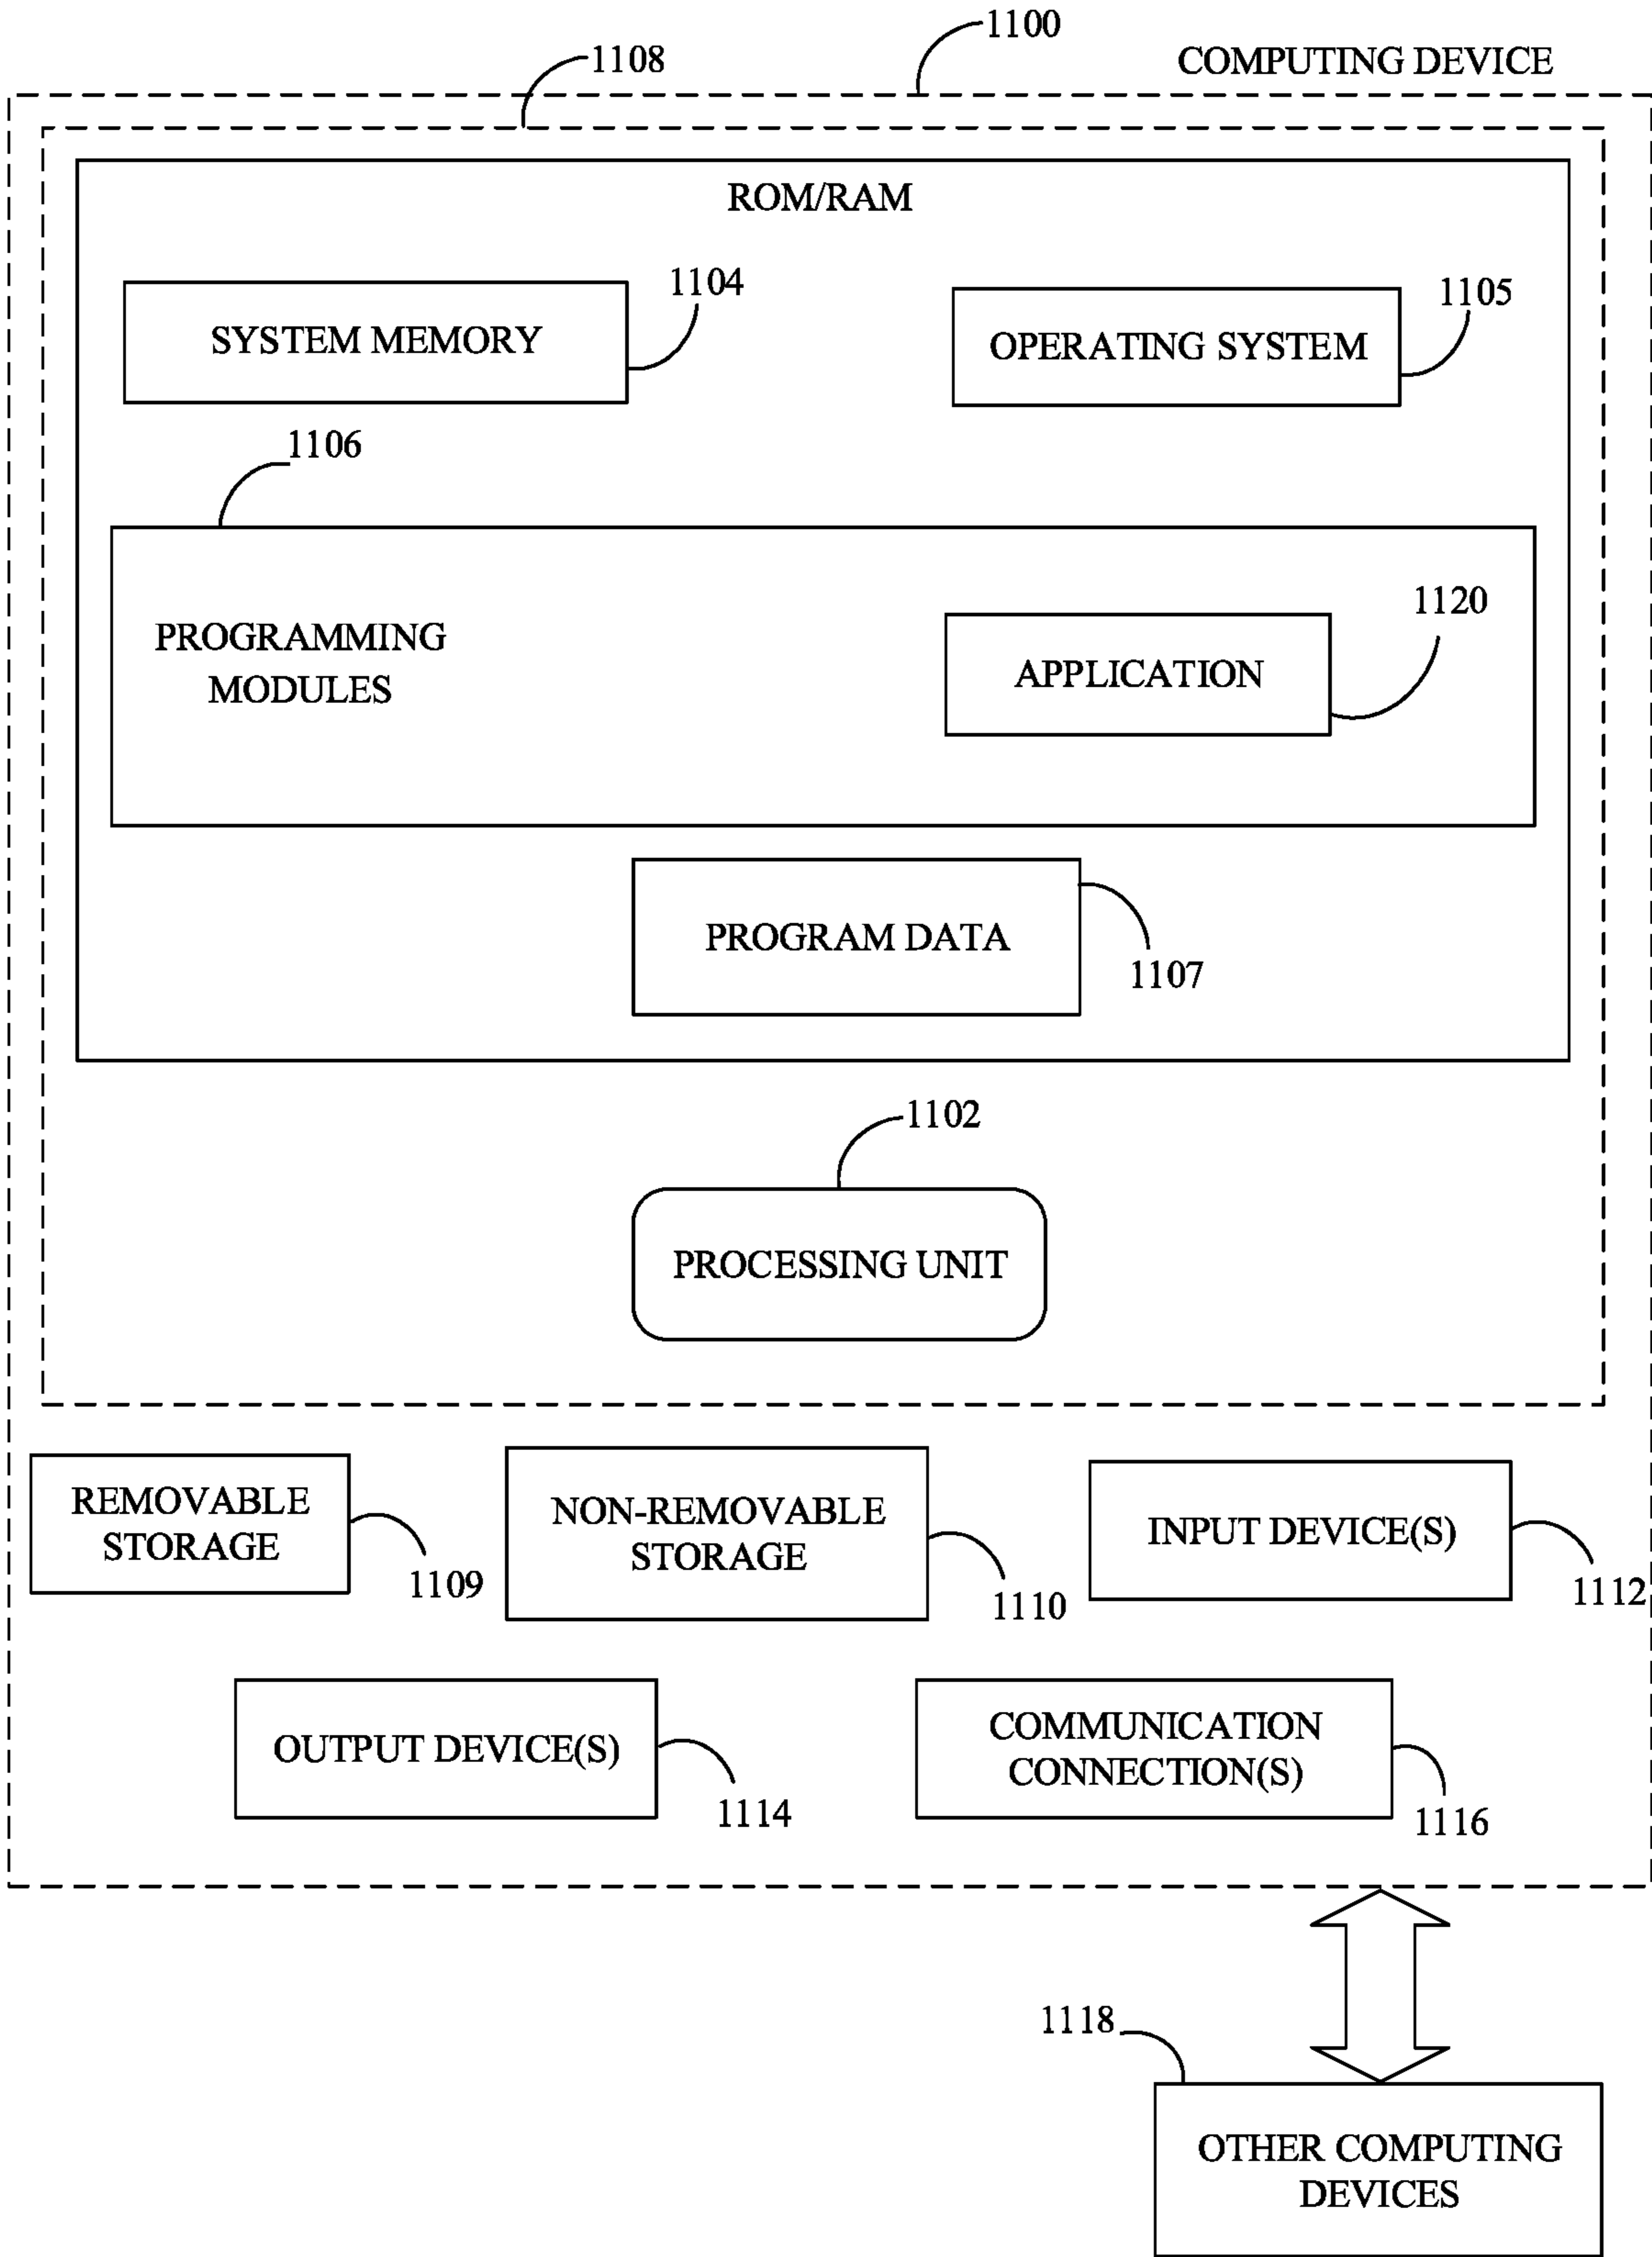 1100
1108
COMPUTING DEVICE
ROM/RAM
1104
1105
SYSTEM MEMORY
OPERATING SYSTEM
1106
1120
PROGRAMMING
MODULES
APPLICATION
PROGRAM DATA
1107
1102
PROCESSING UNIT
REMOVABLE
STORAGE
1109
NON-REMOVABLE
STORAGE
1110
INPUT DEVICE(S)
1112
OUTPUT DEVICE(S)
1114
COMMUNICATION
CONNECTION(S)
1116
1118
OTHER COMPUTING
DEVICES